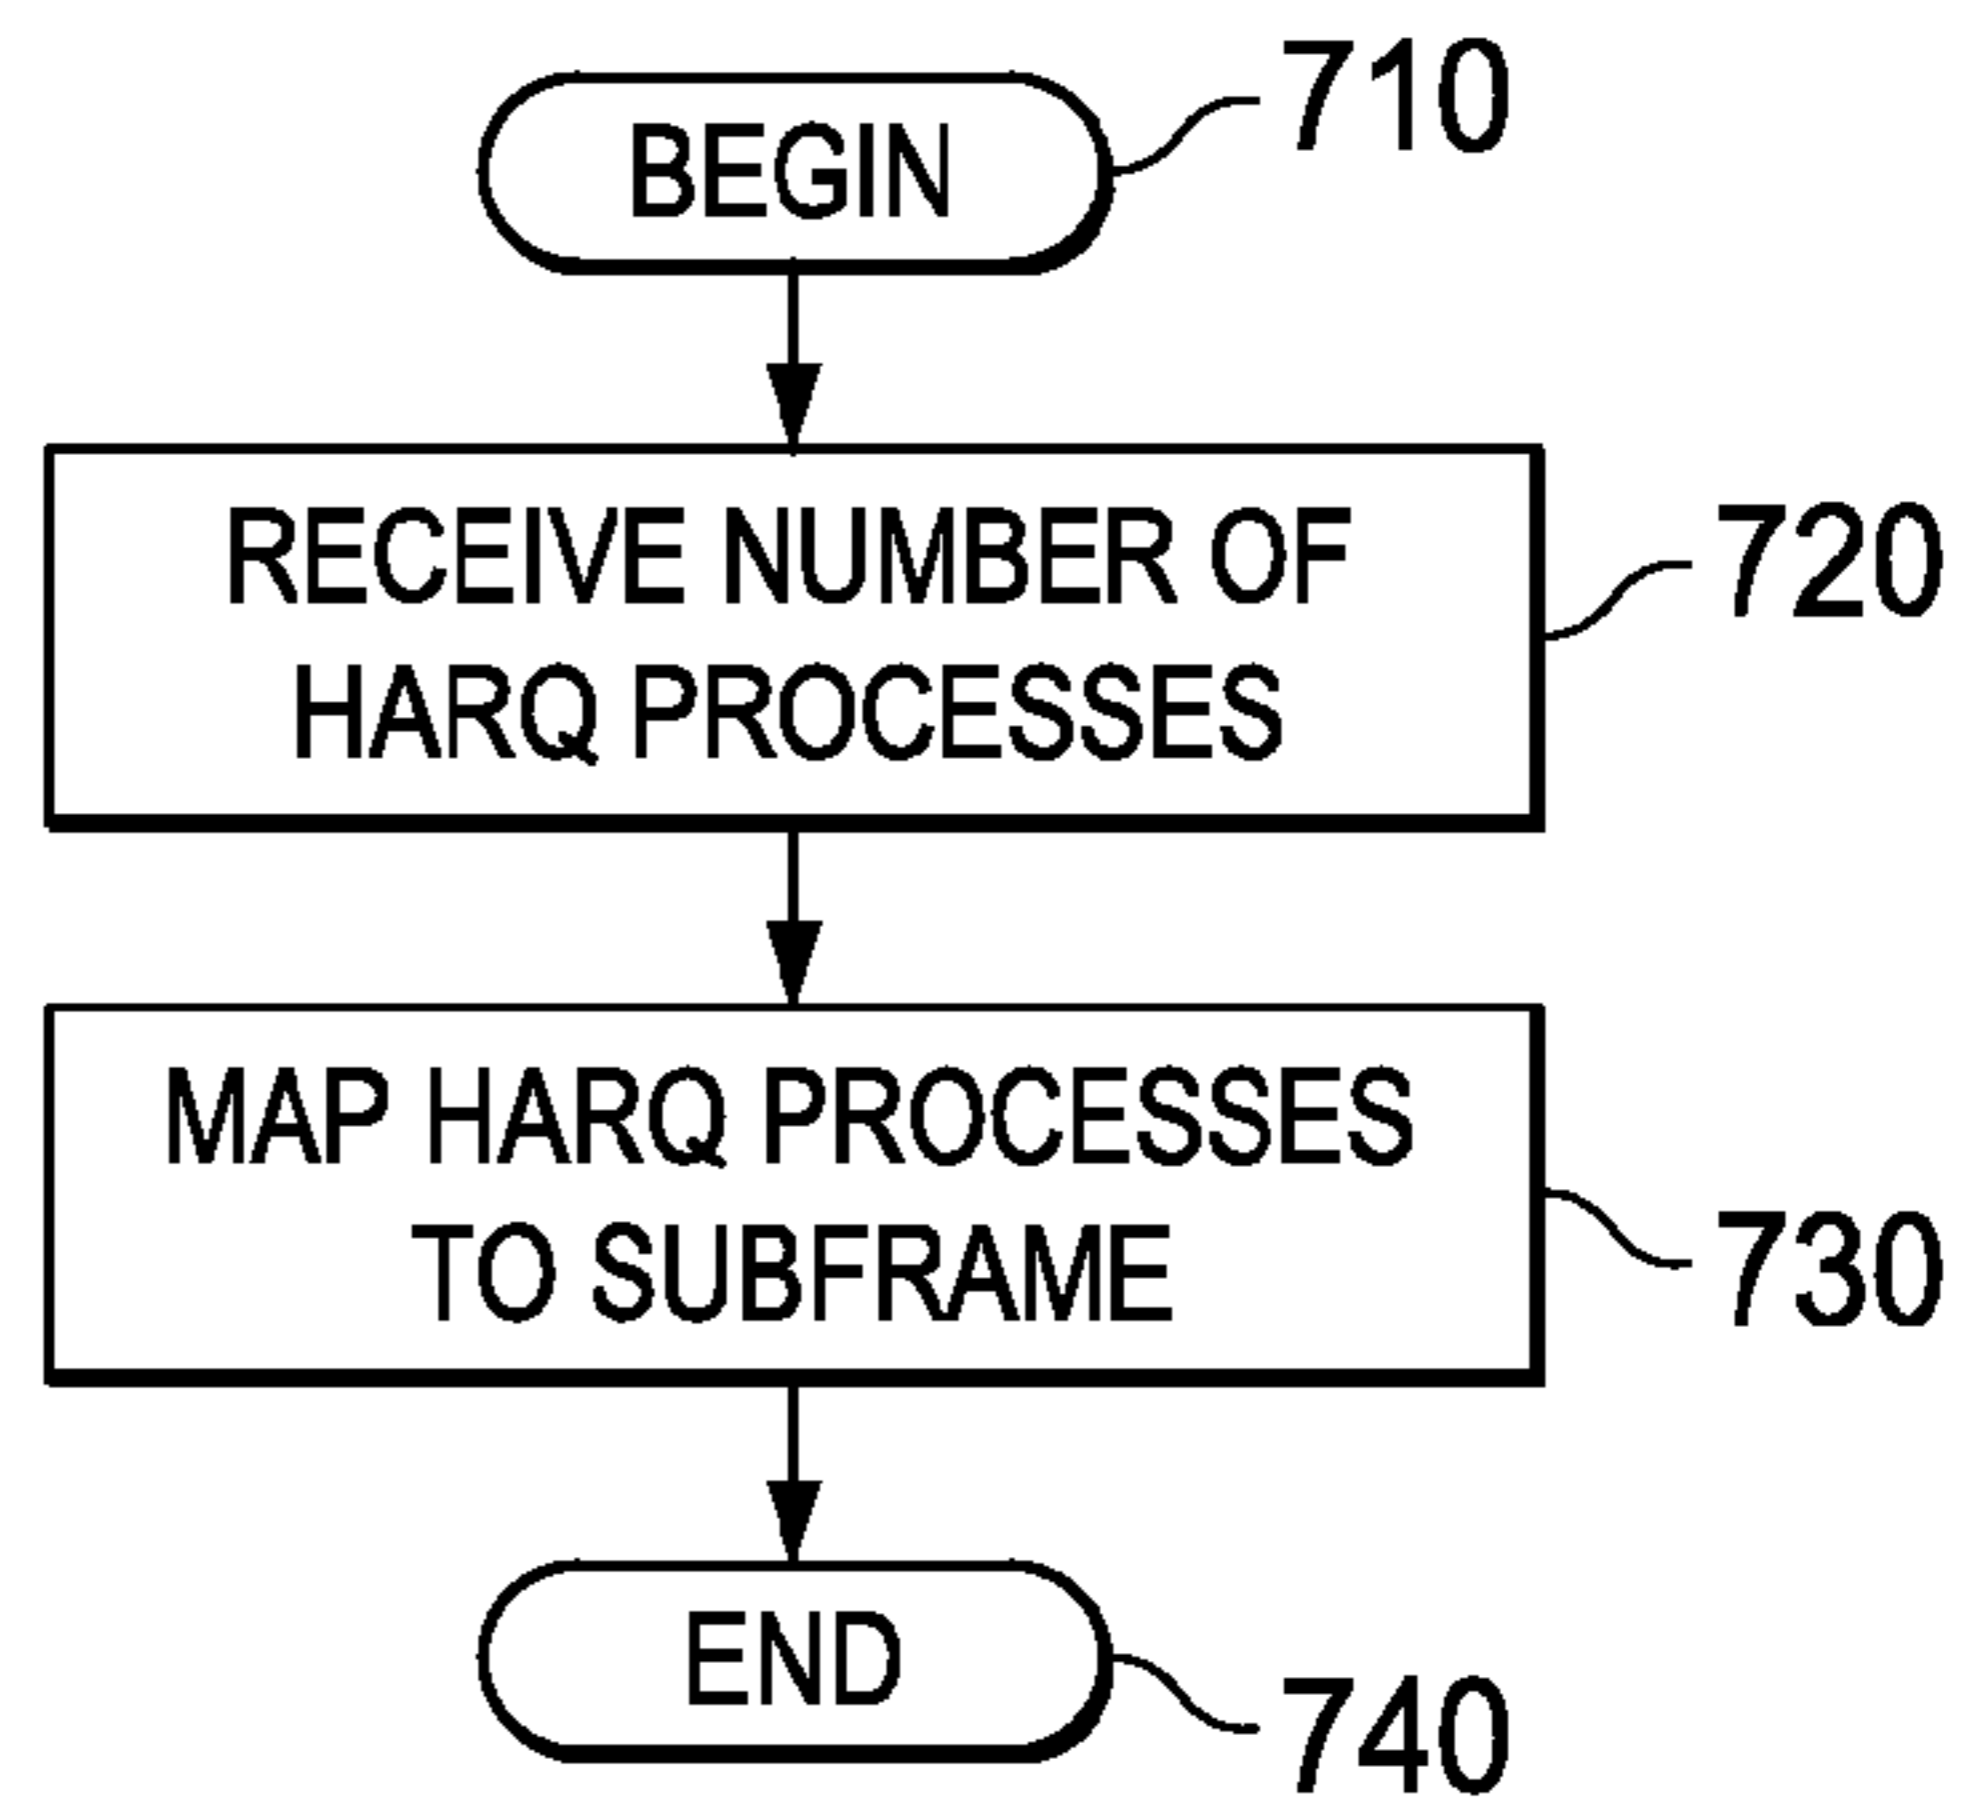 BEGIN
710
RECEIVE NUMBER OF
HARQ PROCESSES
720
MAP HARQ PROCESSES
TO SUBFRAME
730
END
740